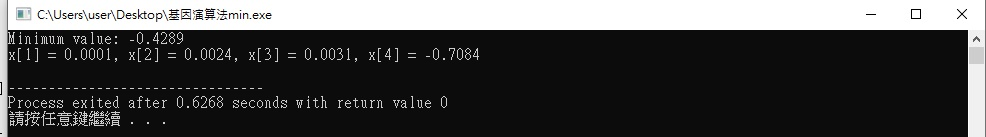 C:\Users\user\Desktop\基因演算法min.exe
Minimum value: -0.4289
x[1] = 0.0001, x[2] = 0.0024, x[3] = 0.0031, x[4] = -0.7084
--------------------------------
Process exited after 0.6268 seconds with return value 0
請按任意鍵繼續 . . .